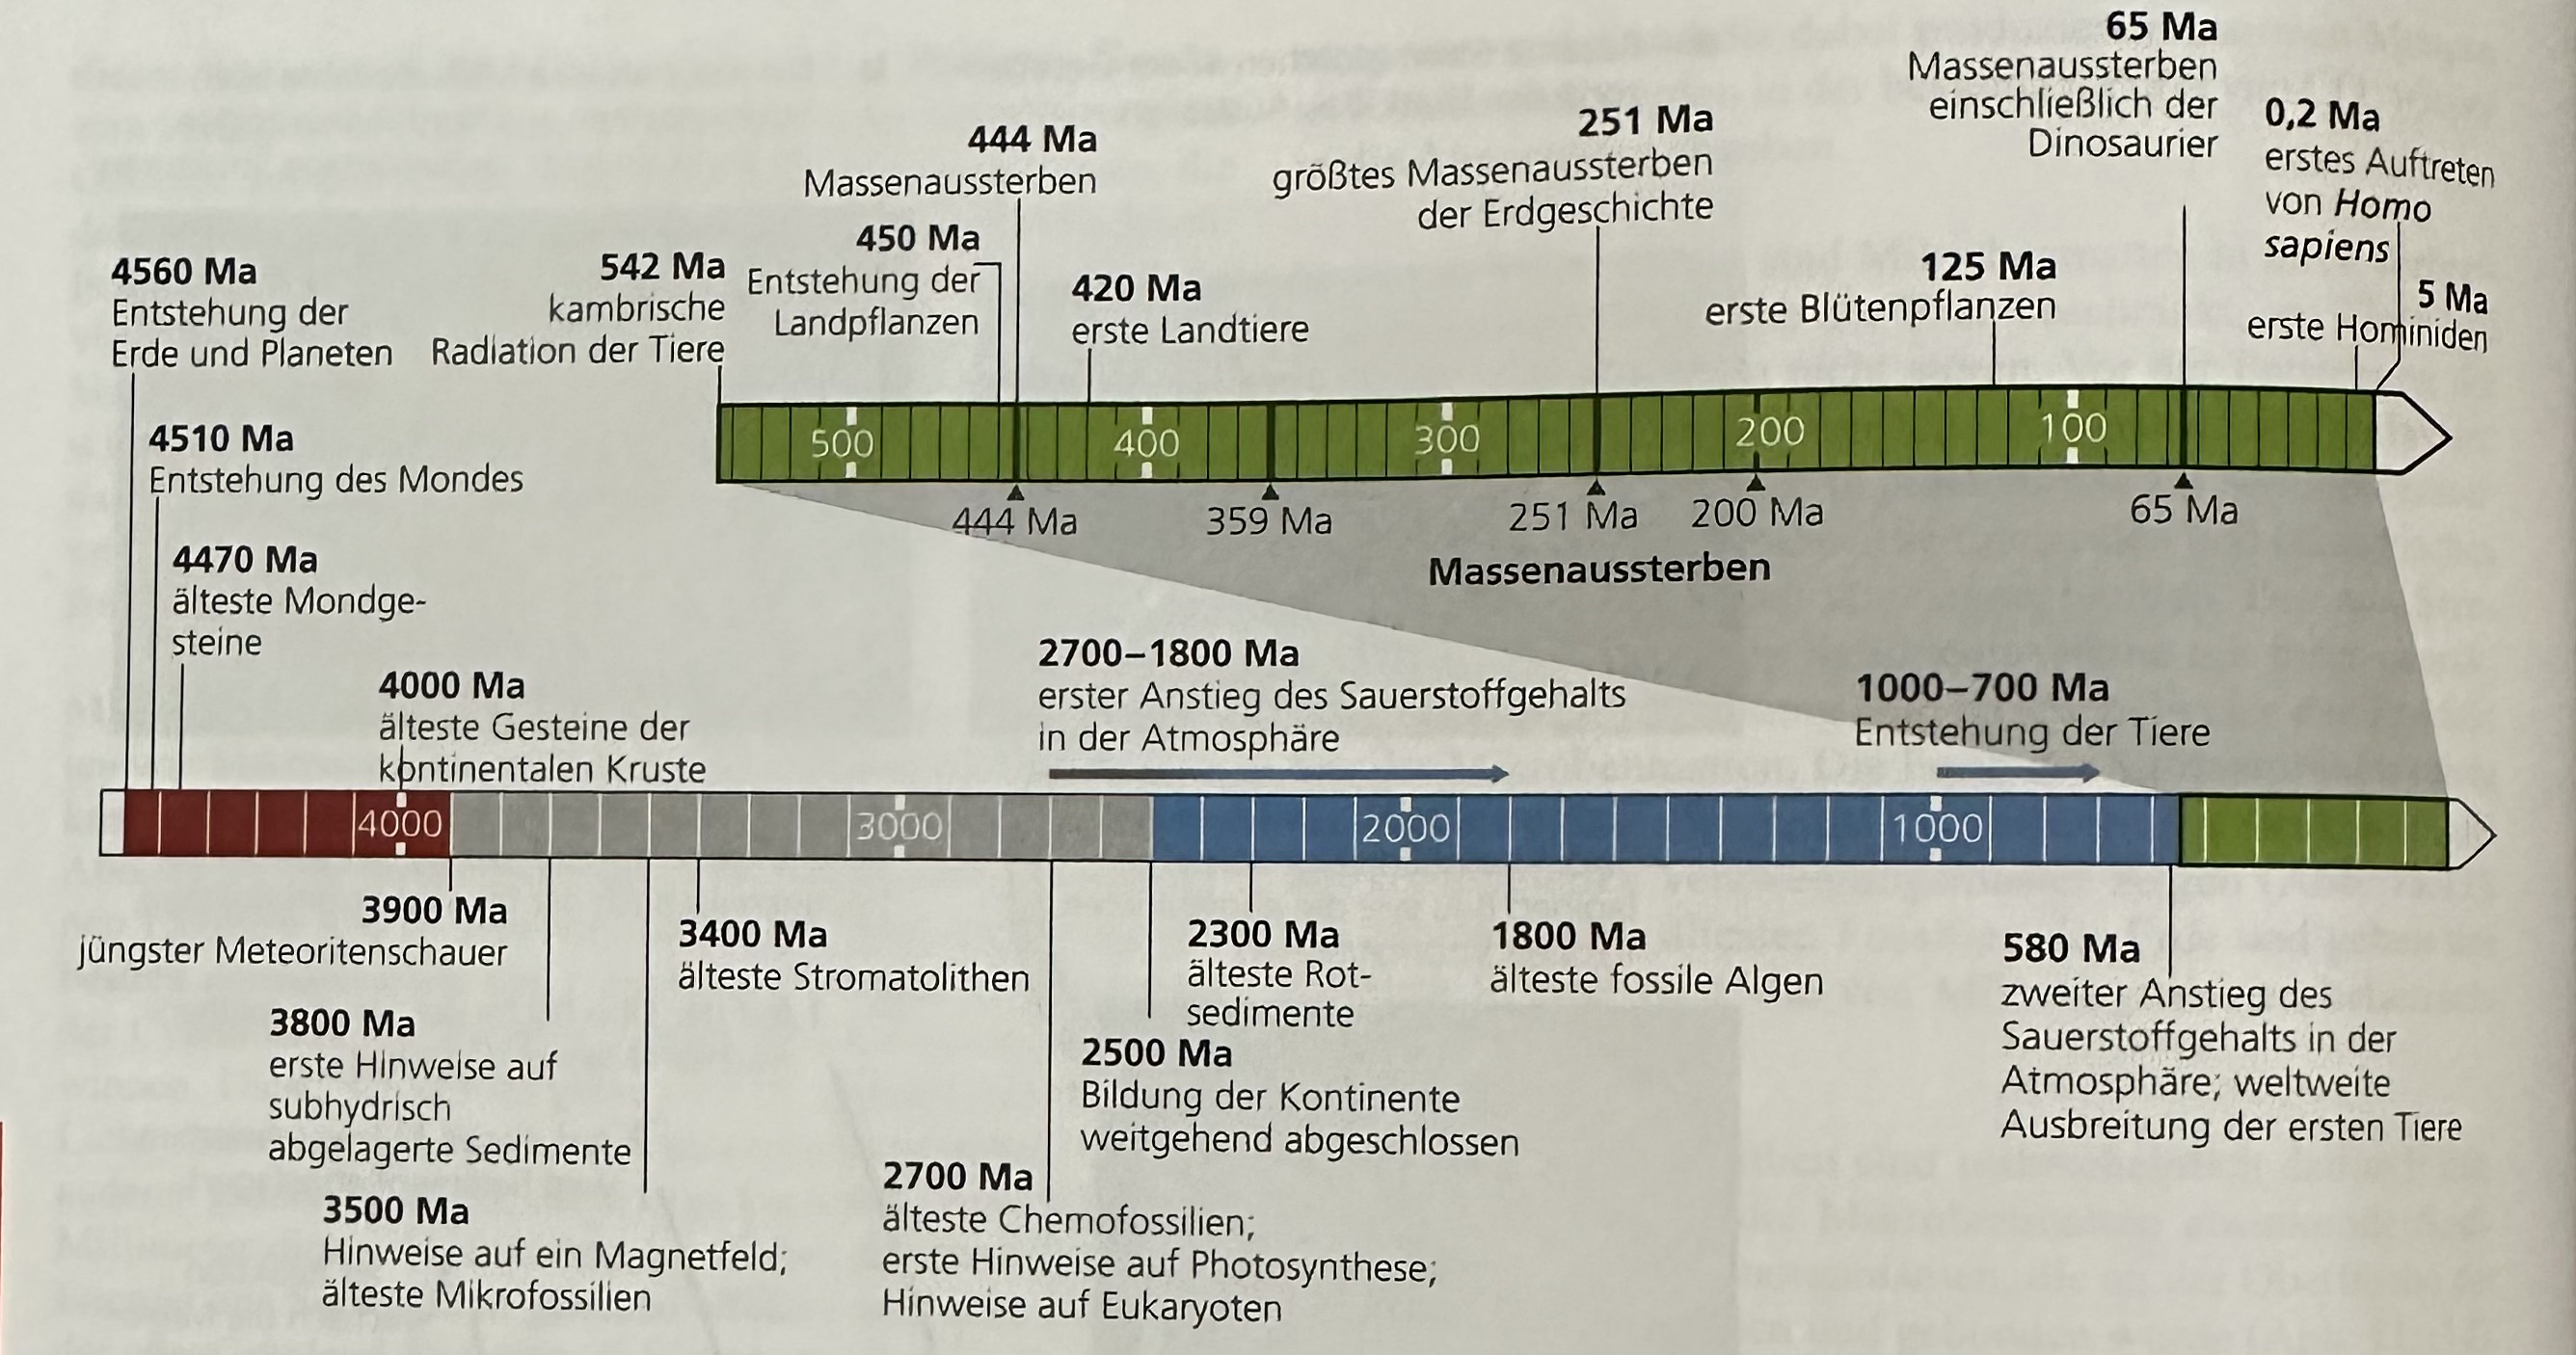 65 Ma
Massenaussterben
einschließlich der
Dinosaurier
0,2 Ma
erstes Auftreten
von Homo
sapiens
5 Ma
erste Hominiden
251 Ma
größtes Massenaussterben
der Erdgeschichte
125 Ma
erste Blütenpflanzen
444 Ma
Massenaussterben
450 Ma
Entstehung der
Landpflanzen
420 Ma
erste Landtiere
542 Ma
kambrische
Radiation der Tiere
4560 Ma
Entstehung der
Erde und Planeten
4510 Ma
Entstehung des Mondes
4470 Ma
älteste Mondge-
steine
500 400 300 200 100
444 Ma 359 Ma 251 Ma 200 Ma 65 Ma
Massenaussterben
4000 Ma
älteste Gesteine der
kontinentalen Kruste
2700–1800 Ma
erster Anstieg des Sauerstoffgehalts
in der Atmosphäre
1000–700 Ma
Entstehung der Tiere
4000 3000 2000 1000
3900 Ma
jüngster Meteoritenschauer
3800 Ma
erste Hinweise auf
subhydrisch
abgelagerte Sedimente
3500 Ma
Hinweise auf ein Magnetfeld;
älteste Mikrofossilien
3400 Ma
älteste Stromatolithen
2700 Ma
älteste Chemofossilien;
erste Hinweise auf Photosynthese;
Hinweise auf Eukaryoten
2500 Ma
Bildung der Kontinente
weitgehend abgeschlossen
2300 Ma
älteste Rot-
sedimente
1800 Ma
älteste fossile Algen
580 Ma
zweiter Anstieg des
Sauerstoffgehalts in der
Atmosphäre; weltweite
Ausbreitung der ersten Tiere